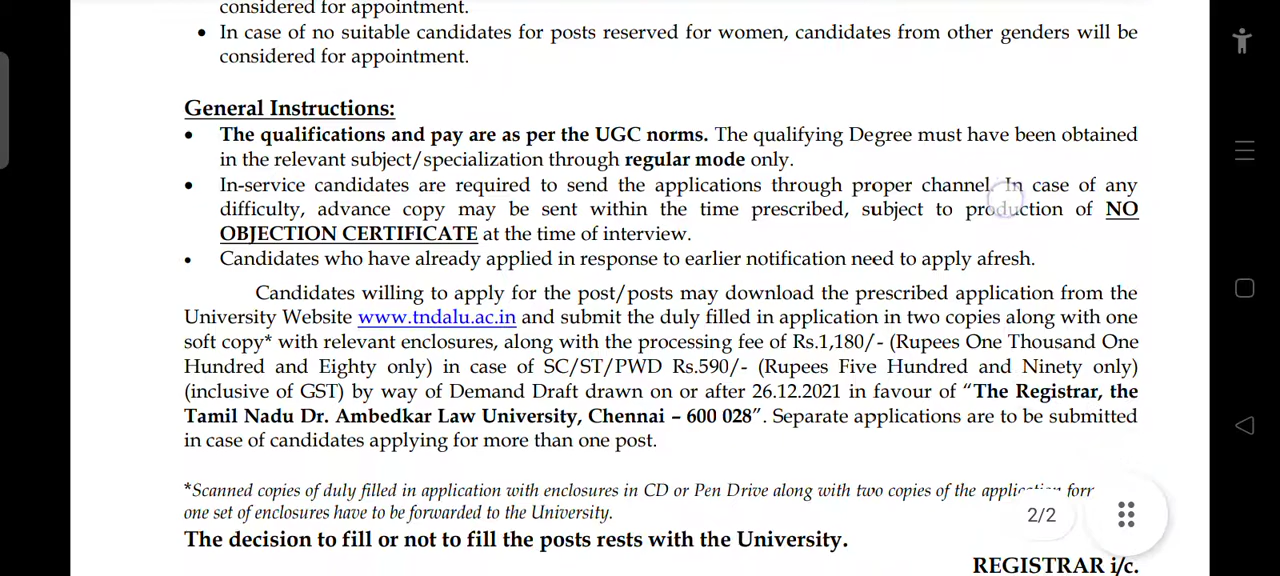 considered for appointment.
• In case of no suitable candidates for posts reserved for women, candidates from other genders will be
considered for appointment.
General Instructions:
• The qualifications and pay are as per the UGC norms. The qualifying Degree must have been obtained
in the relevant subject/specialization through regular mode only.
• In-service candidates are required to send the applications through proper channel. In case of any
difficulty, advance copy may be sent within the time prescribed, subject to production of NO
OBJECTION CERTIFICATE at the time of interview.
• Candidates who have already applied in response to earlier notification need to apply afresh.
Candidates willing to apply for the post/posts may download the prescribed application from the
University Website www.tndalu.ac.in and submit the duly filled in application in two copies along with one
soft copy* with relevant enclosures, along with the processing fee of Rs.1,180/- (Rupees One Thousand One
Hundred and Eighty only) in case of SC/ST/PWD Rs.590/- (Rupees Five Hundred and Ninety only)
(inclusive of GST) by way of Demand Draft drawn on or after 26.12.2021 in favour of “The Registrar, the
Tamil Nadu Dr. Ambedkar Law University, Chennai – 600 028”. Separate applications are to be submitted
in case of candidates applying for more than one post.
*Scanned copies of duly filled in application with enclosures in CD or Pen Drive along with two copies of the
one set of enclosures have to be forwarded to the University.
2/2
The decision to fill or not to fill the posts rests with the University.
REGISTRAR i/c.